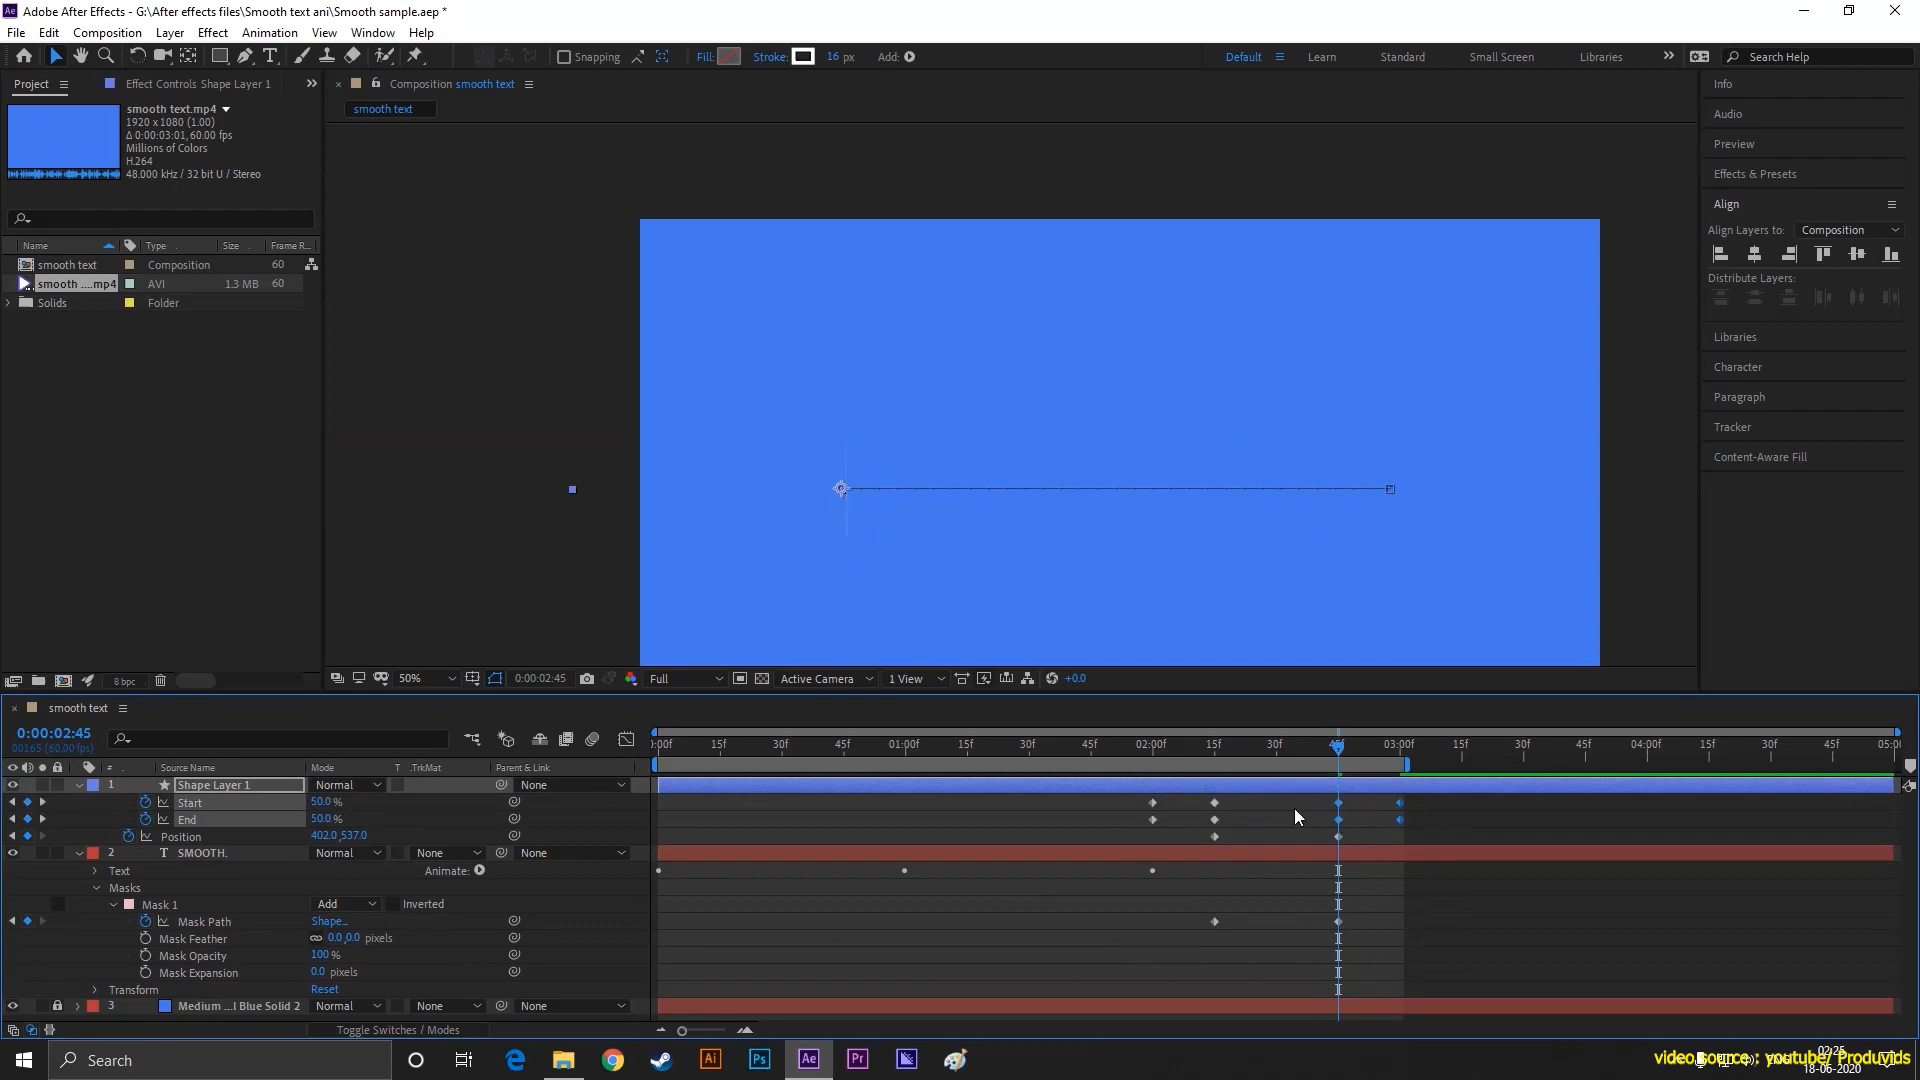 Adobe After Effects - G:\After effects files\Smooth text ani\Smooth sample.aep *
File Edit Composition Layer Effect Animation View Window Help
Snapping Fill: Stroke: 16 px Add: Default Learn Standard Small Screen Libraries Search Help
Project Effect Controls Shape Layer 1 Composition smooth text
smooth text
smooth text.mp4
1920 x 1080 (1.00)
Δ 0:00:03:01, 60.00 fps
Millions of Colors
H.264
48.000 kHz / 32 bit U / Stereo
Name Type Size Frame R...
smooth text Composition 60
smooth ....mp4 AVI 1.3 MB 60
Solids Folder
8 bpc
50% 0:00:02:45 Full Active Camera 1 View +0.0
Info
Audio
Preview
Effects & Presets
Align
Align Layers to: Composition
Distribute Layers:
Libraries
Character
Paragraph
Tracker
Content-Aware Fill
smooth text
0:00:02:45
00165 (60.00 fps)
:00f 15f 30f 45f 01:00f 15f 30f 45f 02:00f 15f 30f 45f 03:00f 15f 30f 45f 04:00f 15f 30f 45f 05:00
# Source Name Mode T .TrkMat Parent & Link
1 Shape Layer 1 Normal None
Start 50.0 %
End 50.0 %
Position 402.0,537.0
2 T SMOOTH. Normal None None
Text Animate:
Masks
Mask 1 Add Inverted
Mask Path Shape...
Mask Feather 0.0,0.0 pixels
Mask Opacity 100 %
Mask Expansion 0.0 pixels
Transform Reset
3 Medium ...l Blue Solid 2 Normal None None
Toggle Switches / Modes
Search Ai Ps Ae Pr
02:25
18-06-2020
video source : youtube/ Produvids